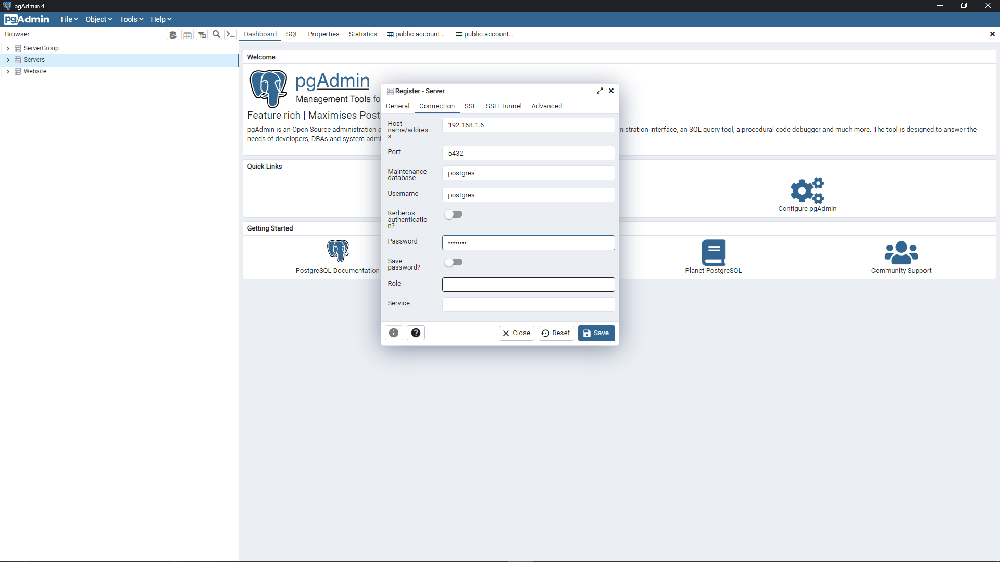 pgAdmin 4
pgAdmin File Object Tools Help
Browser
Dashboard SQL Properties Statistics public.account... public.account...
ServerGroup
Servers
Website
Welcome
pgAdmin
Management Tools fo
Feature rich | Maximises Post
pgAdmin is an Open Source administration a
nistration interface, an SQL query tool, a procedural code debugger and much more. The tool is designed to answer the
needs of developers, DBAs and system admi
Quick Links
Configure pgAdmin
Getting Started
PostgreSQL Documentation
Planet PostgreSQL
Community Support
Register - Server
General Connection SSL SSH Tunnel Advanced
Host
name/addres
s
192.168.1.6
Port
5432
Maintenance
database
postgres
Username
postgres
Kerberos
authenticatio
n?
Password
••••••••
Save
password?
Role
Service
Close Reset Save